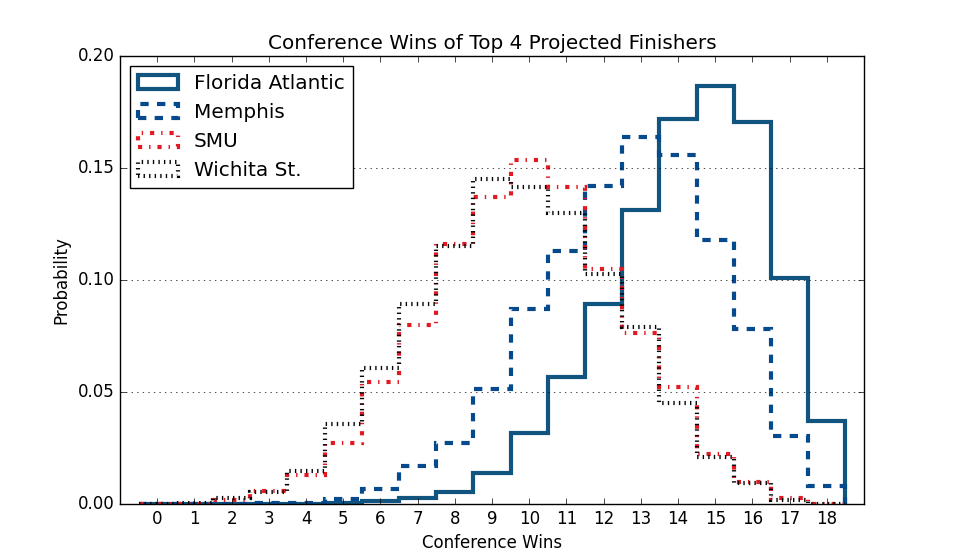 Conference Wins of Top 4 Projected Finishers
0.20
0.15
0.10
0.05
0.00
Probability
Florida Atlantic
Memphis
SMU
Wichita St.
0 1 2 3 4 5 6 7 8 9 10 11 12 13 14 15 16 17 18
Conference Wins